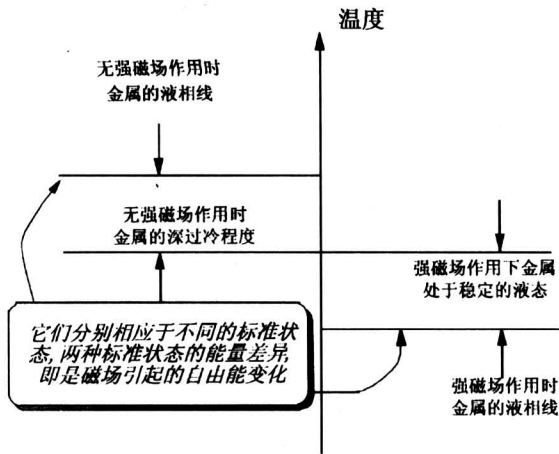 温度
无强磁场作用时
金属的液相线
无强磁场作用时
金属的深过冷程度
强磁场作用下金属
处于稳定的液态
它们分别相应于不同的标准状
态,两种标准状态的能量差异,
即是磁场引起的自由能变化
强磁场作用时
金属的液相线